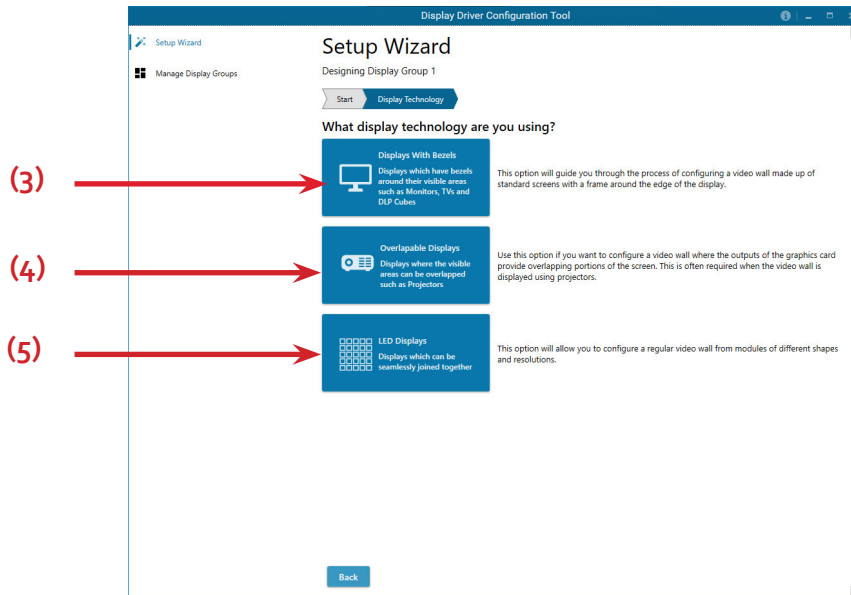 Display Driver Configuration Tool
Setup Wizard
Manage Display Groups
Setup Wizard
Designing Display Group 1
Start
Display Technology
What display technology are you using?
(3)
Displays With Bezels
Displays which have bezels
around their visible areas
such as Monitors, TVs and
DLP Cubes
This option will guide you through the process of configuring a video wall made up of
standard screens with a frame around the edge of the display.
(4)
Overlapable Displays
Displays where the visible
areas can be overlapped
such as Projectors
Use this option if you want to configure a video wall where the outputs of the graphics card
provide overlapping portions of the screen. This is often required when the video wall is
displayed using projectors.
(5)
LED Displays
Displays which can be
seamlessly joined together
This option will allow you to configure a regular video wall from modules of different shapes
and resolutions.
Back